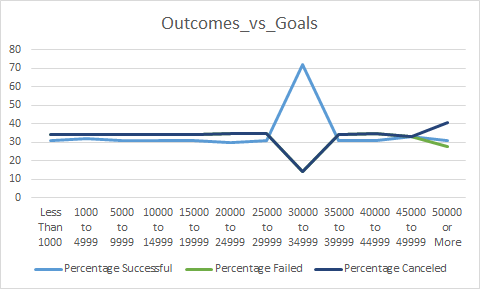 Outcomes_vs_Goals
80
70
60
50
40
30
20
10
0
Less Than 1000
1000 to 4999
5000 to 9999
10000 to 14999
15000 to 19999
20000 to 24999
25000 to 29999
30000 to 34999
35000 to 39999
40000 to 44999
45000 to 49999
50000 or More
Percentage Successful
Percentage Failed
Percentage Canceled